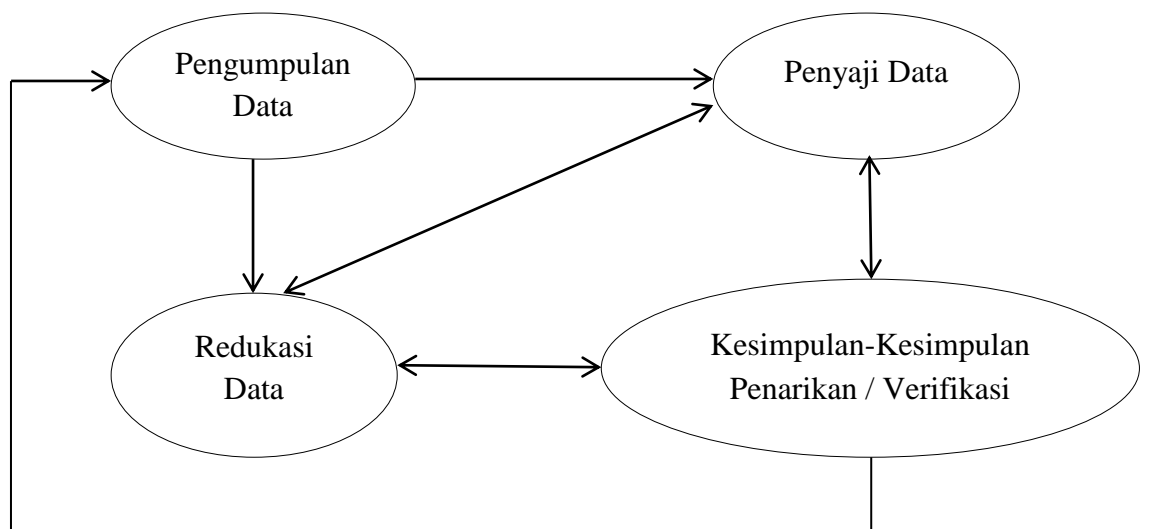 Pengumpulan
Data
Penyaji Data
Redukasi
Data
Kesimpulan-Kesimpulan
Penarikan / Verifikasi